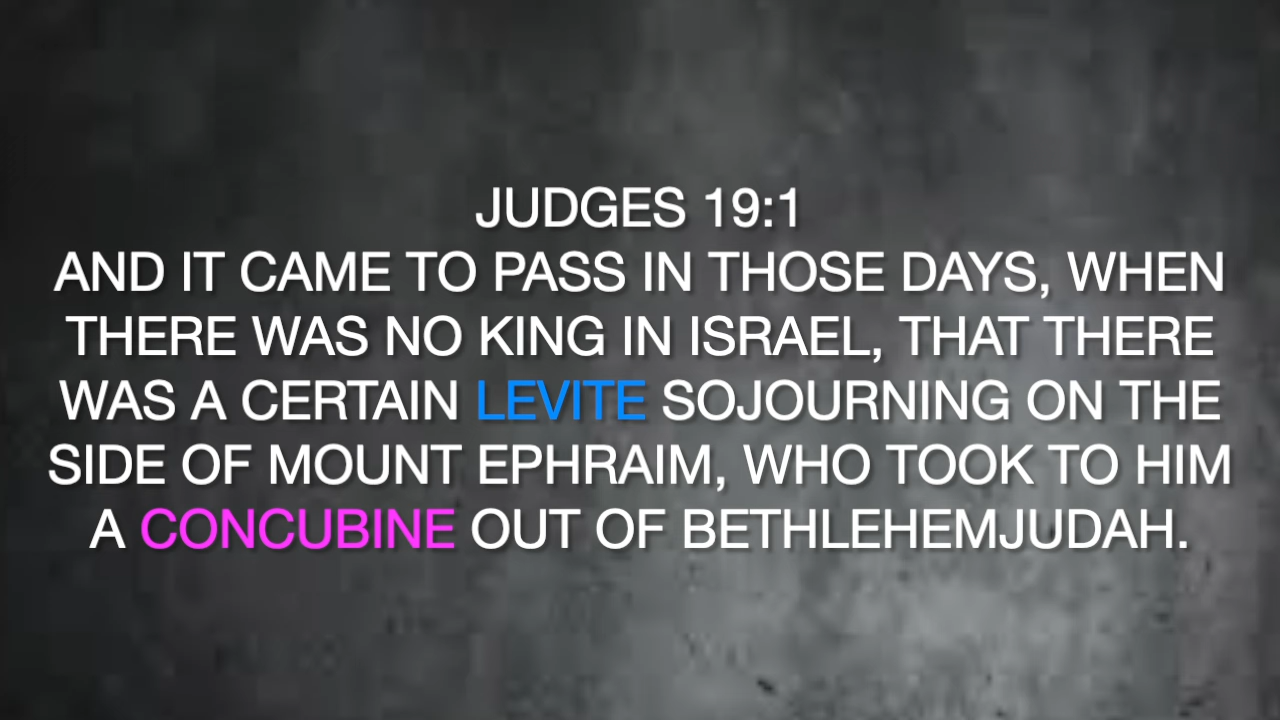 JUDGES 19:1
AND IT CAME TO PASS IN THOSE DAYS, WHEN
THERE WAS NO KING IN ISRAEL, THAT THERE
WAS A CERTAIN LEVITE SOJOURNING ON THE
SIDE OF MOUNT EPHRAIM, WHO TOOK TO HIM
A CONCUBINE OUT OF BETHLEHEMJUDAH.